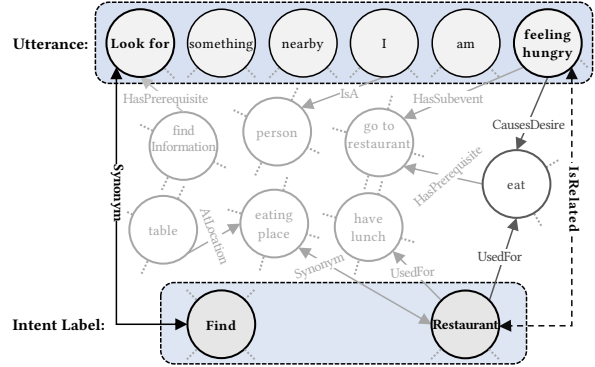 Utterance:
Look for
something
nearby
I
am
feeling
hungry
HasPrerequisite
IsA
HasSubevent
CausesDesire
find
Information
person
go to
restaurant
HasPrerequisite
eat
Synonym
IsRelated
table
AtLocation
eating
place
have
lunch
Synonym
UsedFor
UsedFor
Intent Label:
Find
Restaurant